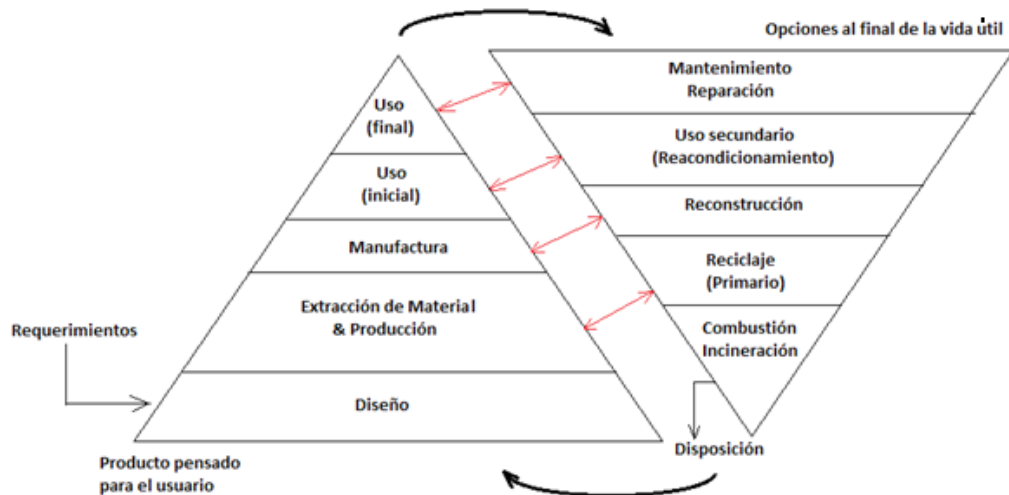 Opciones al final de la vida útil
Uso
(final)
Uso
(inicial)
Manufactura
Extracción de Material
& Producción
Diseño
Requerimientos
Producto pensado
para el usuario
Mantenimiento
Reparación
Uso secundario
(Reacondicionamiento)
Reconstrucción
Reciclaje
(Primario)
Combustión
Incineración
Disposición